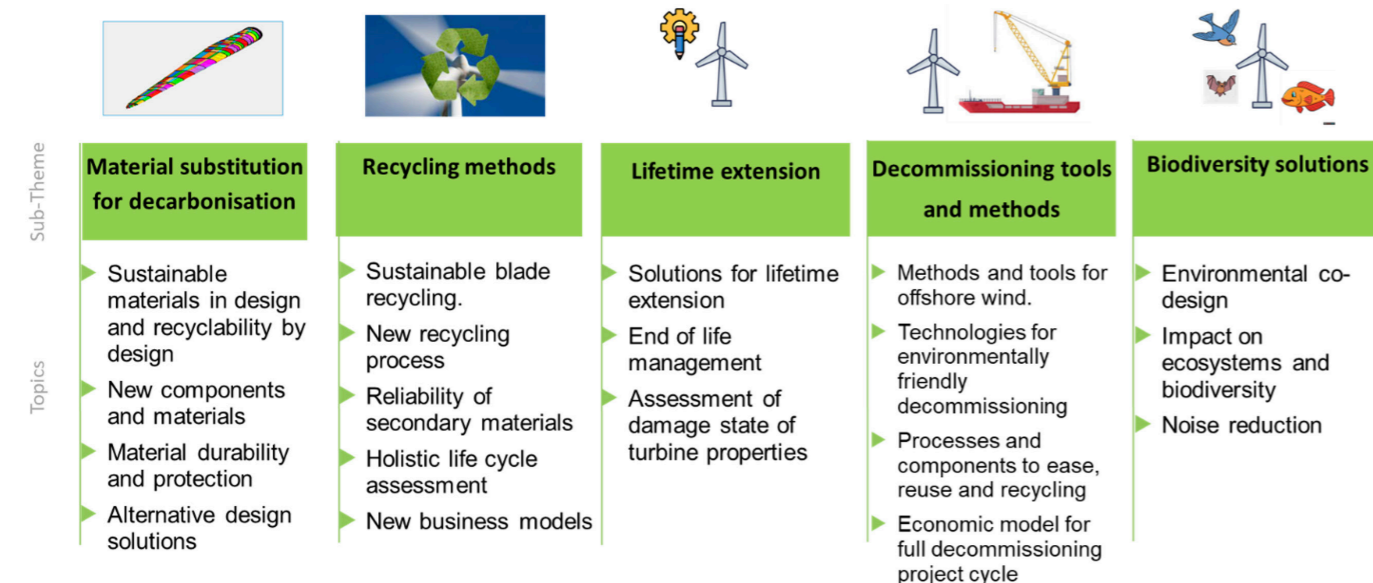 Sub-Theme
Material substitution
for decarbonisation
Recycling methods
Lifetime extension
Decommissioning tools
and methods
Biodiversity solutions
Topics
Sustainable
materials in design
and recyclability by
design
New components
and materials
Material durability
and protection
Alternative design
solutions
Sustainable blade
recycling.
New recycling
process
Reliability of
secondary materials
Holistic life cycle
assessment
New business models
Solutions for lifetime
extension
End of life
management
Assessment of
damage state of
turbine properties
Methods and tools for
offshore wind.
Technologies for
environmentally
friendly
decommissioning
Processes and
components to ease,
reuse and recycling
Economic model for
full decommissioning
project cycle
Environmental co-
design
Impact on
ecosystems and
biodiversity
Noise reduction